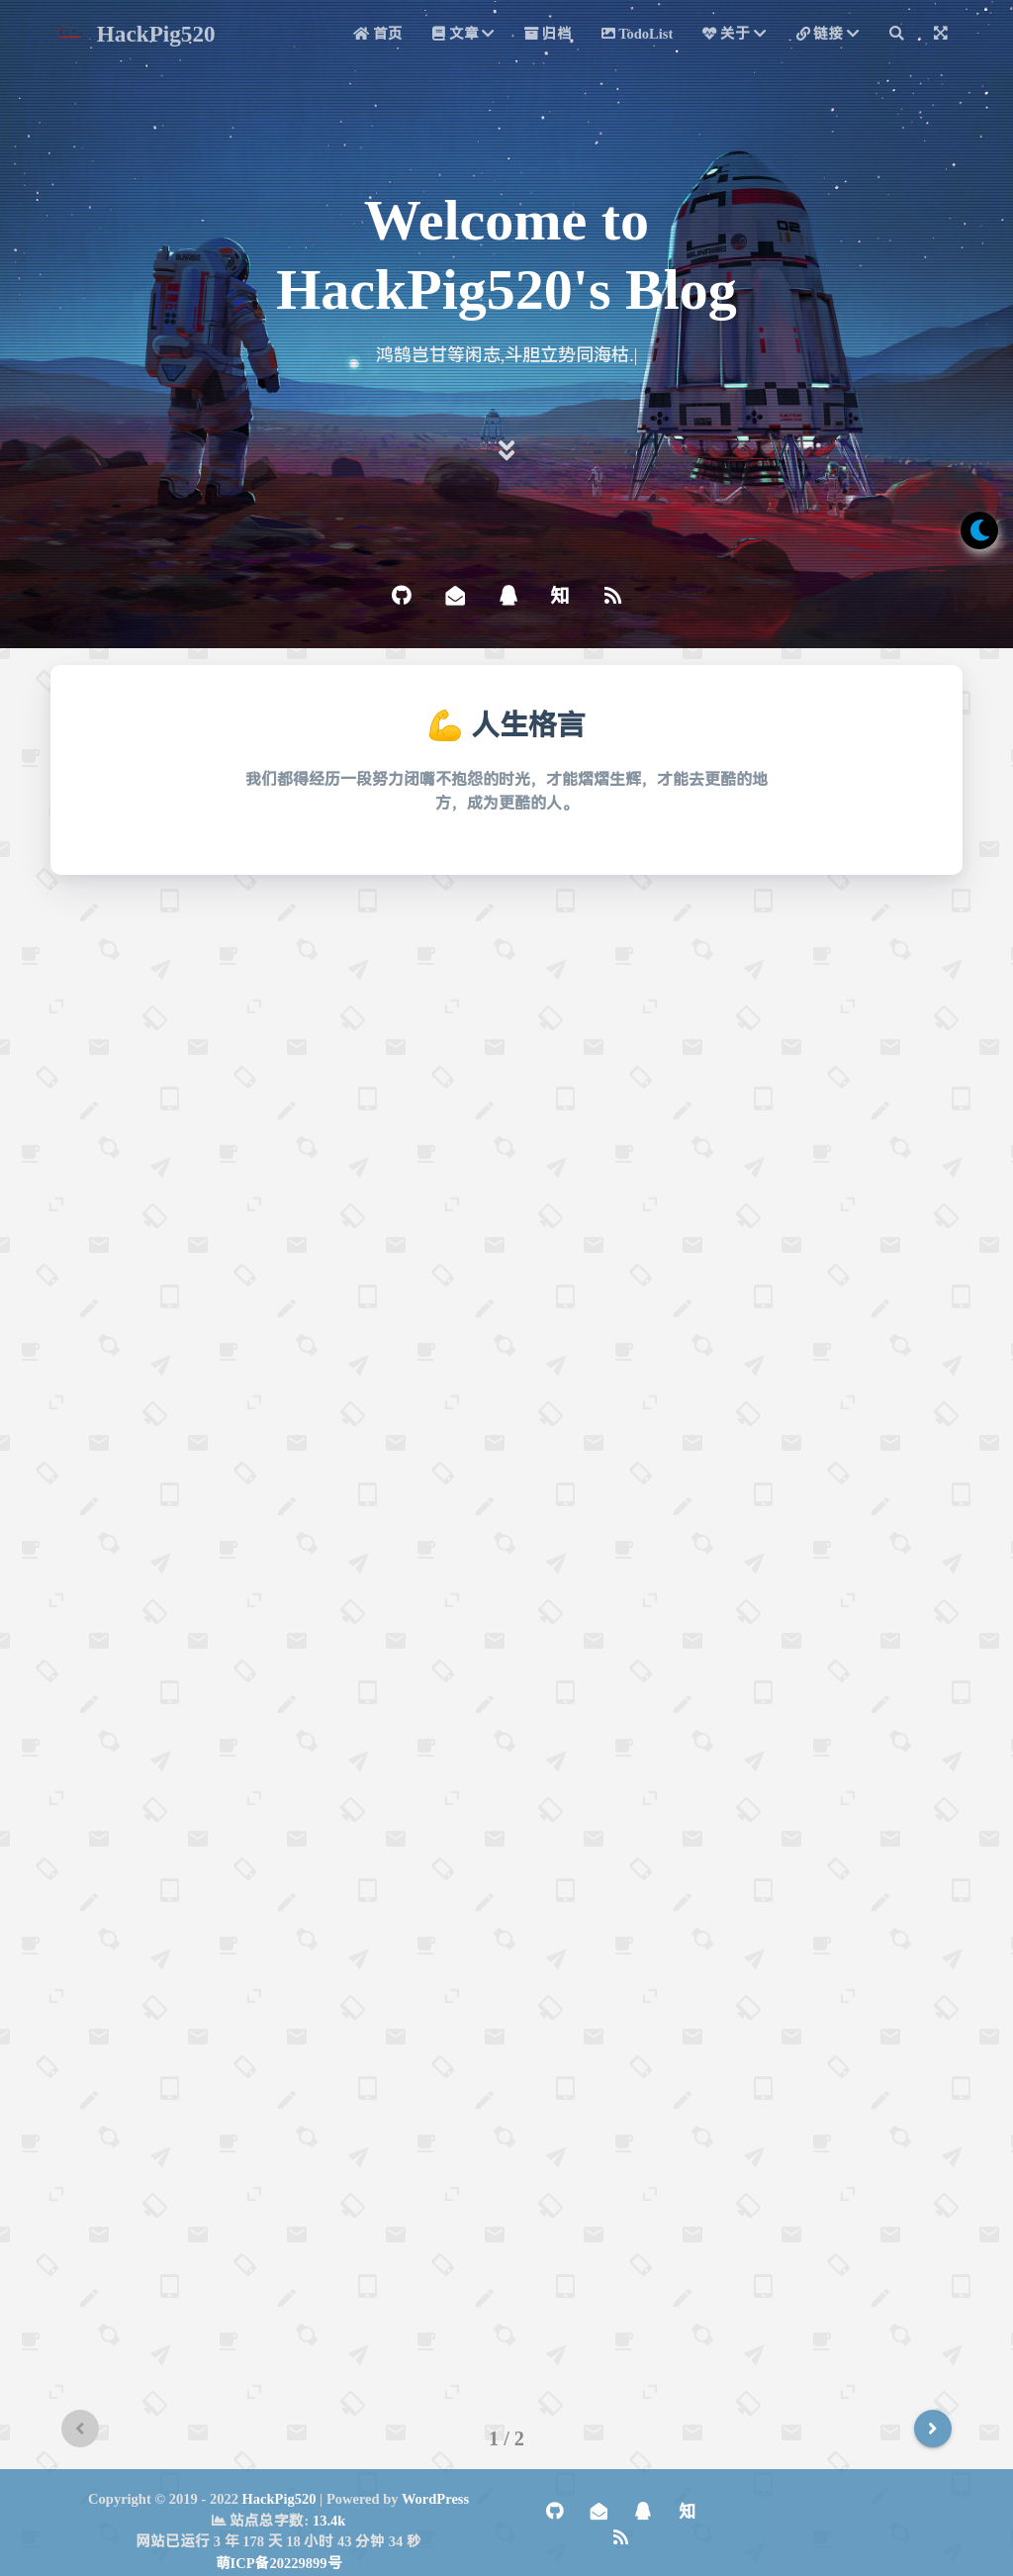 HackPig520
首页
文章
归档
TodoList
关于
链接
Welcome to
HackPig520's Blog
鸿鹄岂甘等闲志,斗胆立势同海枯.|
知
💪 人生格言
我们都得经历一段努力闭嘴不抱怨的时光，才能熠熠生辉，才能去更酷的地
方，成为更酷的人。
1 / 2
Copyright © 2019 - 2022 HackPig520 | Powered by WordPress
站点总字数: 13.4k
网站已运行 3 年 178 天 18 小时 43 分钟 34 秒
萌ICP备20229899号
知